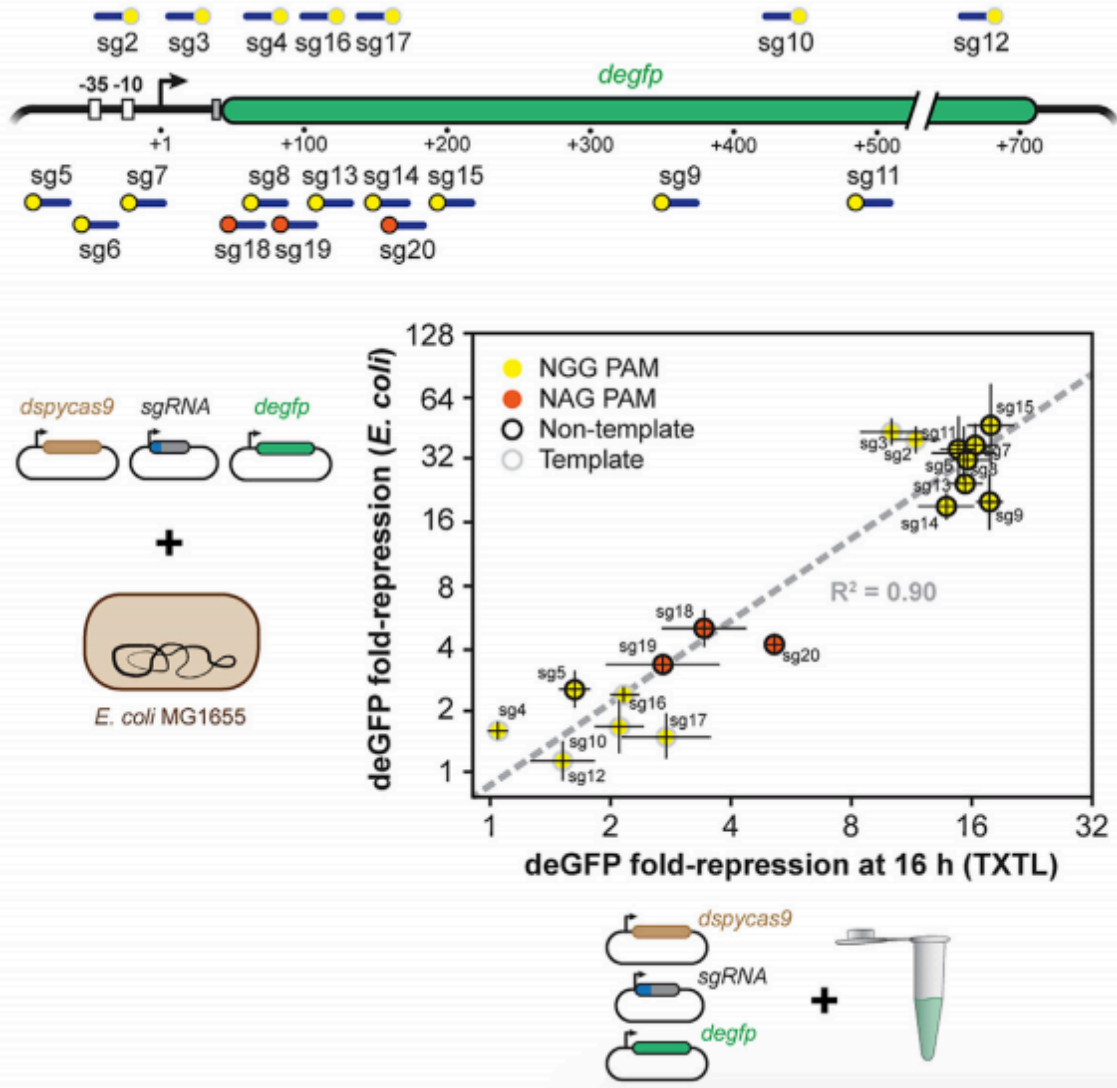 sg2 sg3 sg4 sg16 sg17 sg10 sg12
-35 -10 degfp
+1 +100 +200 +300 +400 +500 +700
sg5 sg7 sg8 sg13 sg14 sg15 sg9 sg11
sg6 sg18 sg19 sg20
dspycas9 sgRNA degfp
+
E. coli MG1655
deGFP fold-repression (E. coli)
128
64
32
16
8
4
2
1
NGG PAM
NAG PAM
Non-template
Template
sg15
sg3 sg11
sg2 sg7
sg6 sg8
sg13
sg14 sg9
R² = 0.90
sg18
sg19
sg20
sg5
sg4 sg16
sg17
sg10
sg12
1 2 4 8 16 32
deGFP fold-repression at 16 h (TXTL)
dspycas9
sgRNA
+
degfp